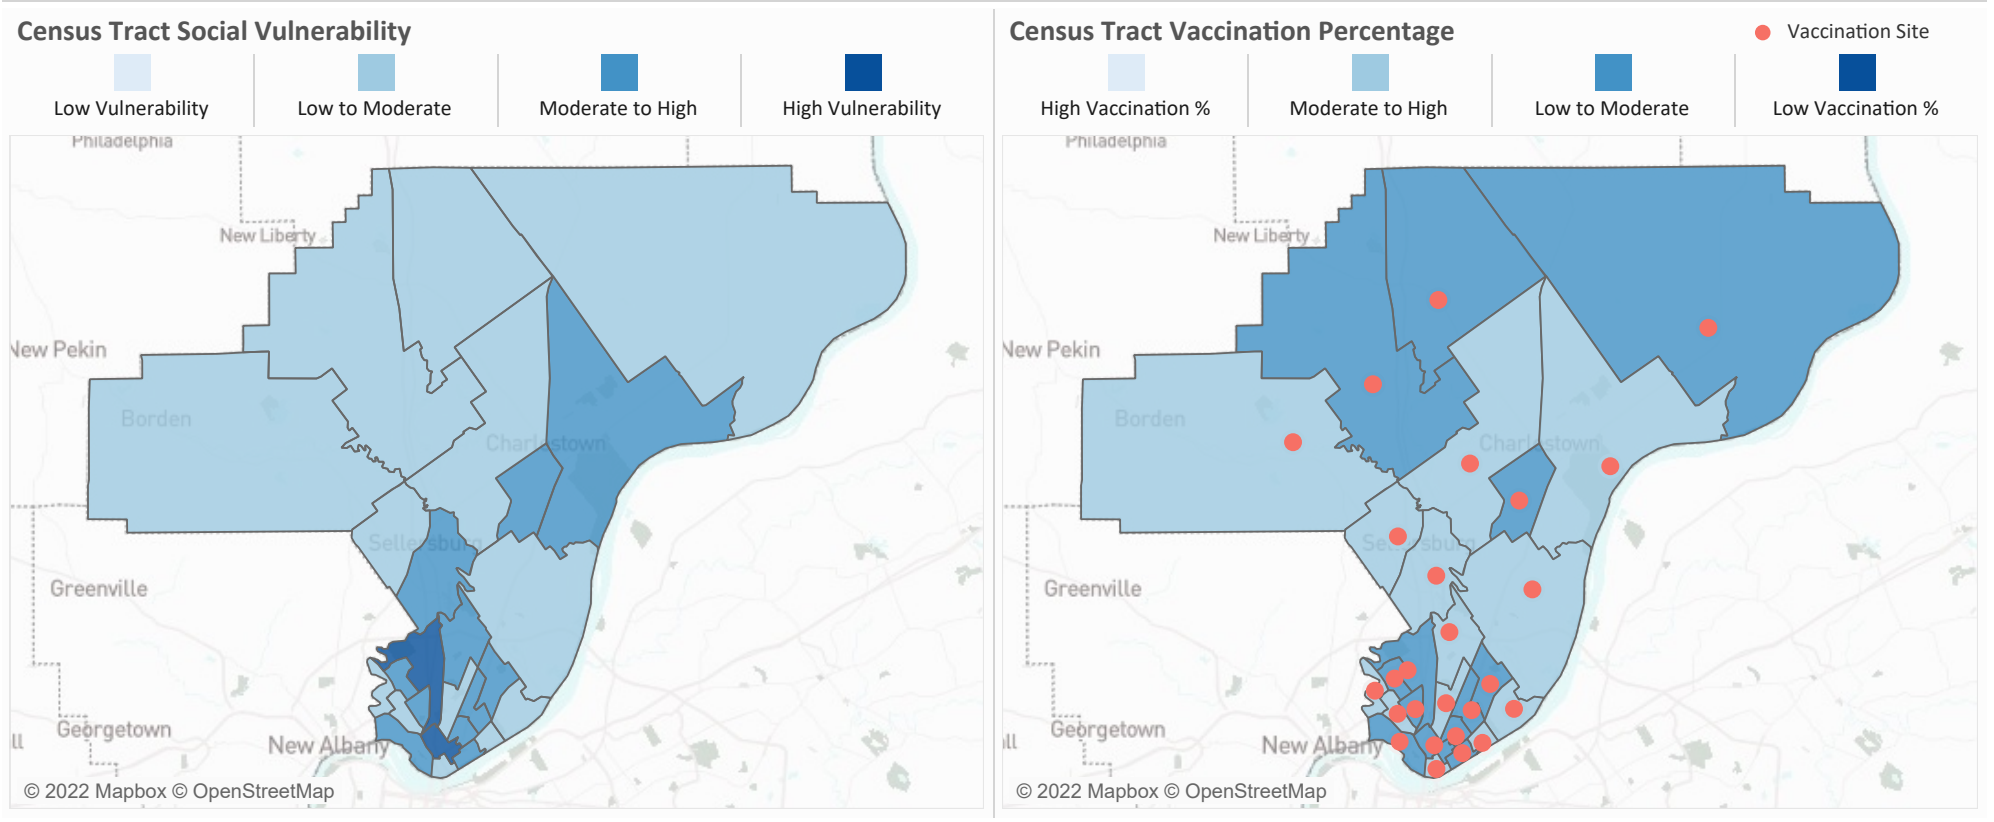 Census Tract Social Vulnerability
Low Vulnerability
Low to Moderate
Moderate to High
High Vulnerability
Philadelphia
New Liberty
New Pekin
Borden
Charlestown
Sellersburg
Greenville
Georgetown
ll
New Albany
© 2022 Mapbox © OpenStreetMap
Census Tract Vaccination Percentage
Vaccination Site
High Vaccination %
Moderate to High
Low to Moderate
Low Vaccination %
Philadelphia
New Liberty
New Pekin
Borden
Charlestown
Sellersburg
Greenville
Georgetown
ll
New Albany
© 2022 Mapbox © OpenStreetMap